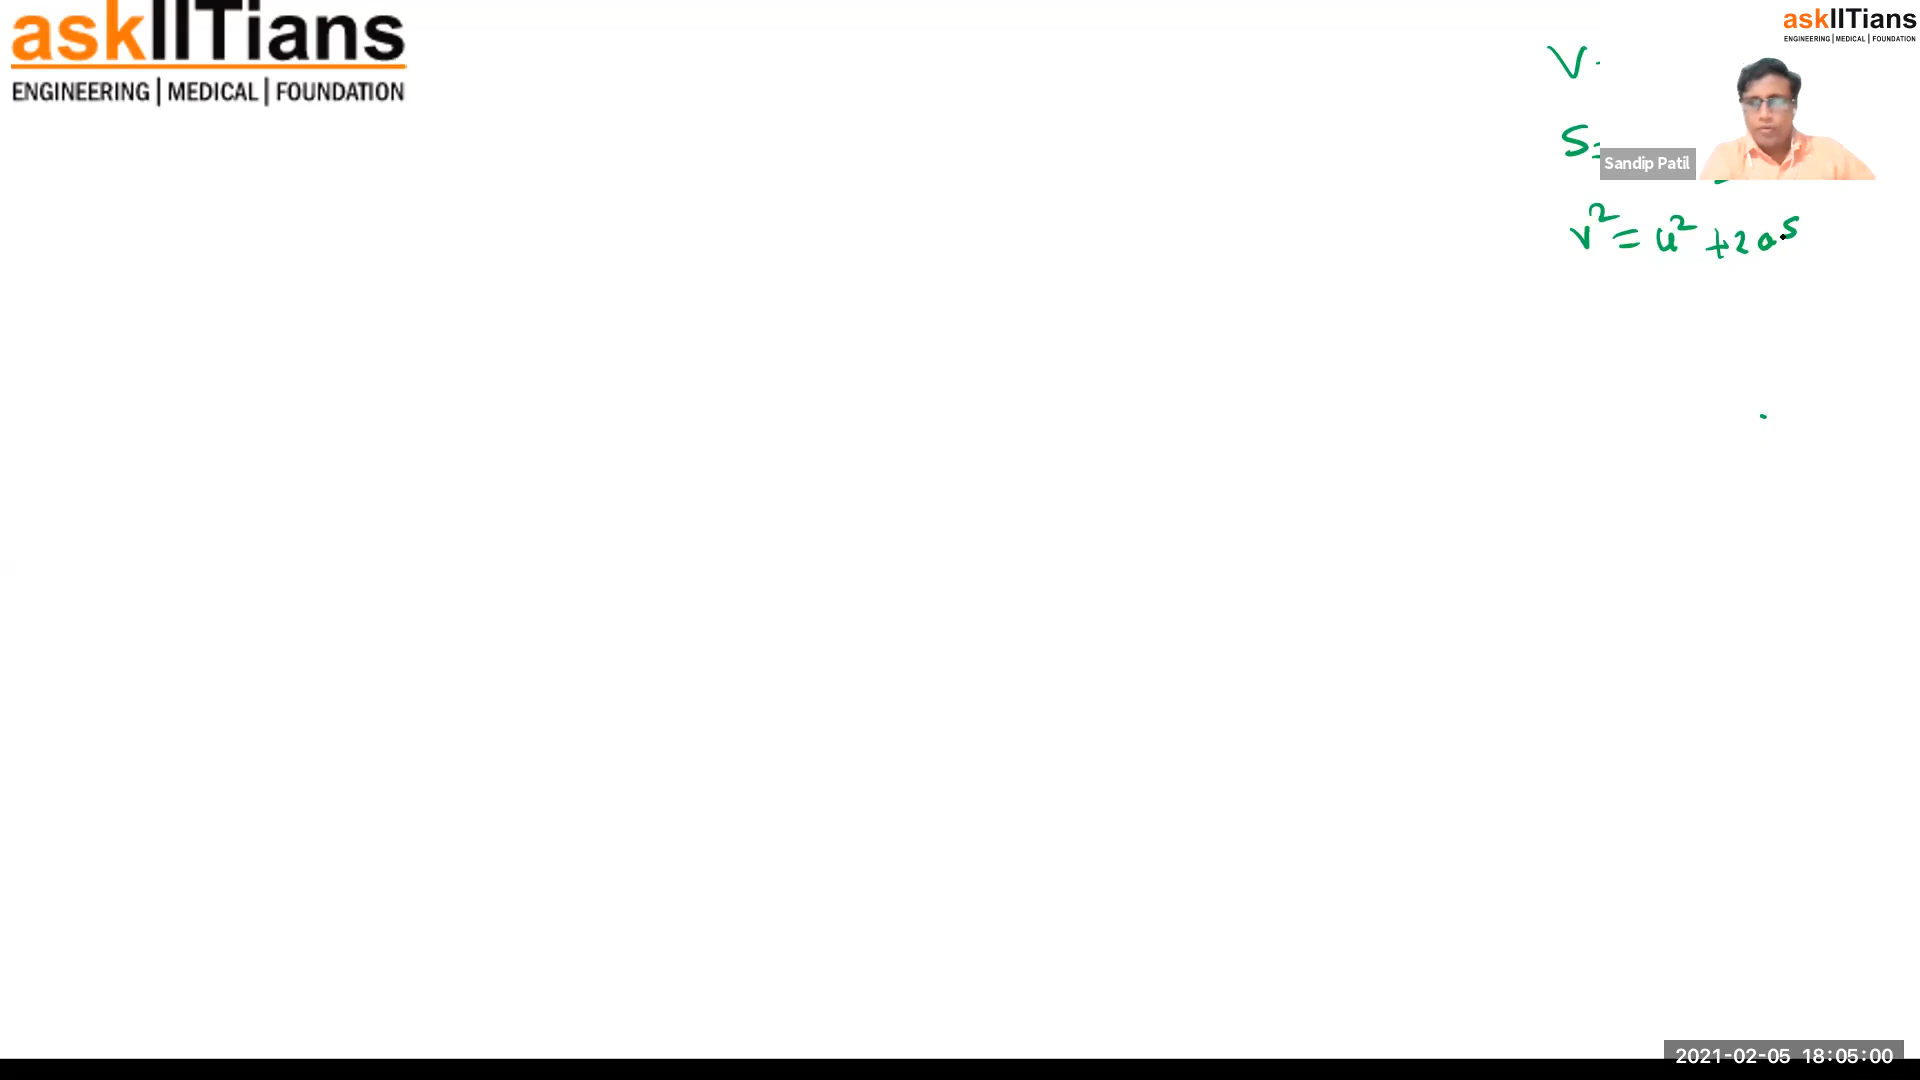 askIITians
ENGINEERING | MEDICAL | FOUNDATION
askIITians
ENGINEERING | MEDICAL | FOUNDATION
V
S=
Sandip Patil
v² = u² + 2as
2021-02-05 18:05:00